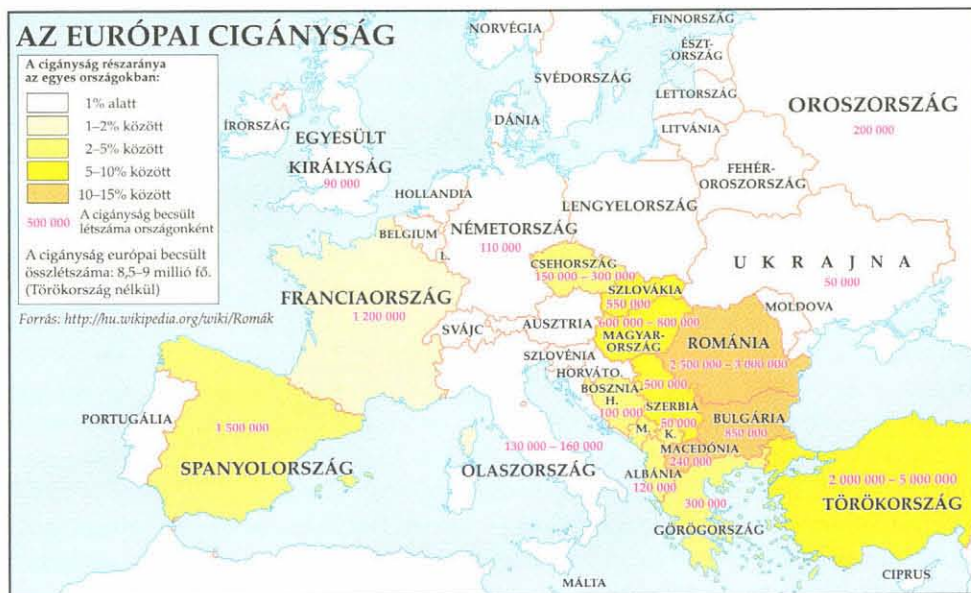 AZ EURÓPAI CIGÁNYSÁG
A cigányság részaránya
az egyes országokban:
1% alatt
1–2% között
2–5% között
5–10% között
10–15% között
500 000
A cigányság becsült
létszáma országonként
A cigányság európai becsült
összlétszáma: 8,5–9 millió fő.
(Törökország nélkül)
Forrás: http://hu.wikipedia.org/wiki/Romák
NORVÉGIA
FINNORSZÁG
ÉSZT-
ORSZÁG
SVÉDORSZÁG
LETTORSZÁG
OROSZORSZÁG
200 000
DÁNIA
LITVÁNIA
ÍRORSZÁG
EGYESÜLT
KIRÁLYSÁG
90 000
FEHÉR-
OROSZORSZÁG
HOLLANDIA
LENGYELORSZÁG
BELGIUM
NÉMETORSZÁG
110 000
L.
CSEHORSZÁG
150 000 – 300 000
UKRAJNA
50 000
SZLOVÁKIA
550 000
FRANCIAORSZÁG
1 200 000
MOLDOVA
SVÁJC
AUSZTRIA
600 000 – 800 000
MAGYAR-
ORSZÁG
ROMÁNIA
2 500 000 – 3 000 000
SZLOVÉNIA
HORVÁTO.
BOSZNIA-
H.
100 000
500 000
SZERBIA
50 000
BULGÁRIA
850 000
M.
K.
MACEDÓNIA
240 000
PORTUGÁLIA
1 500 000
SPANYOLORSZÁG
130 000 – 160 000
OLASZORSZÁG
ALBÁNIA
120 000
300 000
GÖRÖGORSZÁG
2 000 000 – 5 000 000
TÖRÖKORSZÁG
MÁLTA
CIPRUS